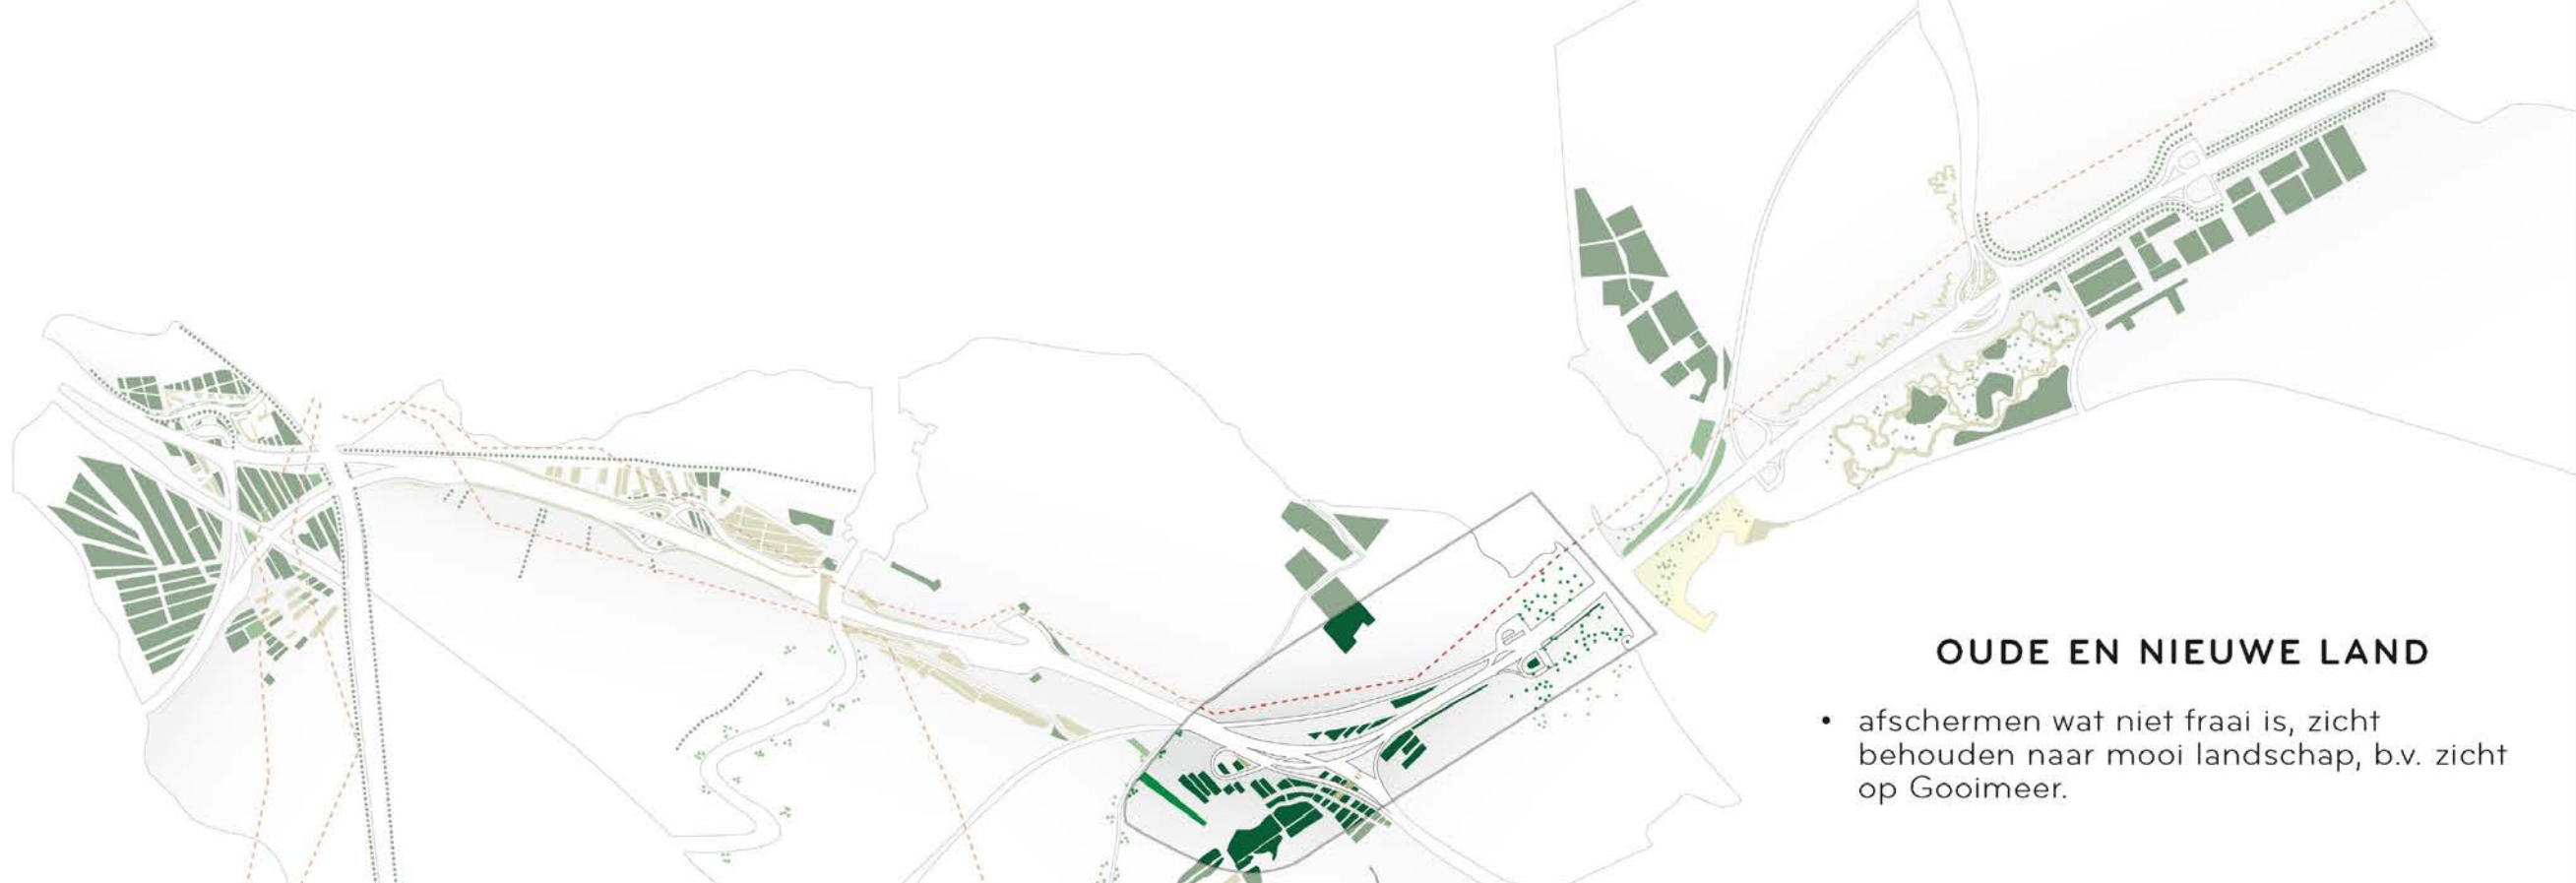 OUDE EN NIEUWE LAND
• afschermen wat niet fraai is, zicht
behouden naar mooi landschap, b.v. zicht
op Gooimeer.